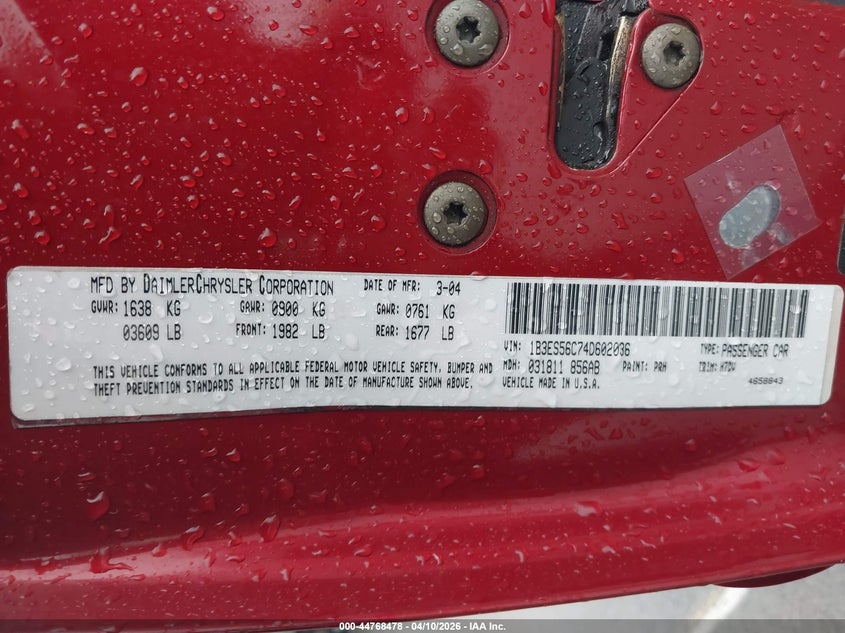 MFD BY DAIMLERCHRYSLER CORPORATION DATE OF MFR: 3-04
GVWR: 1638 KG GAWR: 0900 KG GAWR: 0761 KG
03609 LB FRONT: 1982 LB REAR: 1677 LB
THIS VEHICLE CONFORMS TO ALL APPLICABLE FEDERAL MOTOR VEHICLE SAFETY, BUMPER AND
THEFT PREVENTION STANDARDS IN EFFECT ON THE DATE OF MANUFACTURE SHOWN ABOVE.
VIN: 1B3ES56C74D602036 TYPE: PASSENGER CAR
MDH: 031811 856AB PAINT: PRH TRIM: H7DV
VEHICLE MADE IN U.S.A. 4658843
000-44768478 - 04/10/2026 - IAA Inc.